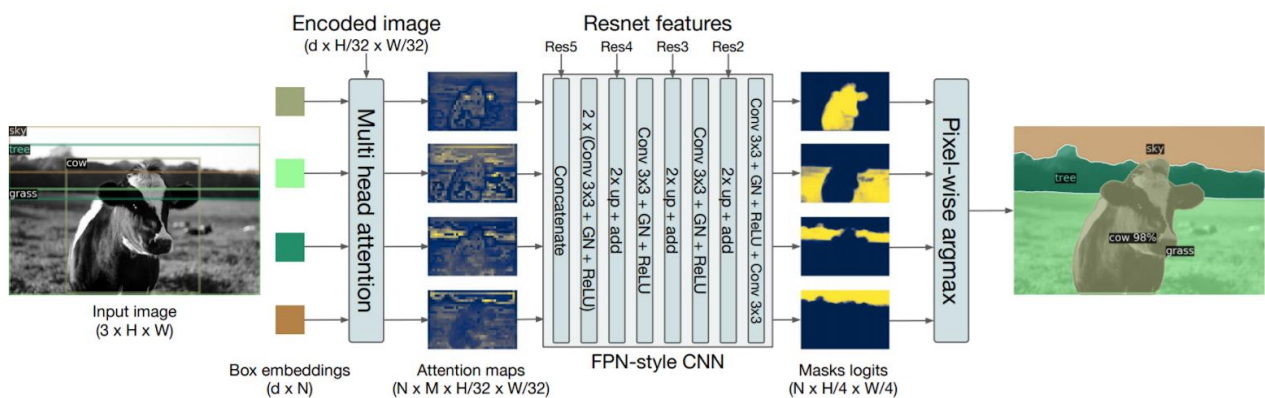 Encoded image
(d x H/32 x W/32)
Resnet features
Res5
Res4
Res3
Res2
sky
tree
cow
grass
Input image
(3 x H x W)
Box embeddings
(d x N)
Multi head attention
Attention maps
(N x M x H/32 x W/32)
Concatenate
2 x (Conv 3x3 + GN + ReLU)
2x up + add
Conv 3x3 + GN + ReLU
2x up + add
Conv 3x3 + GN + ReLU
2x up + add
Conv 3x3 + GN + ReLU + Conv 3x3
FPN-style CNN
Masks logits
(N x H/4 x W/4)
Pixel-wise argmax
sky
tree
cow 98%
grass